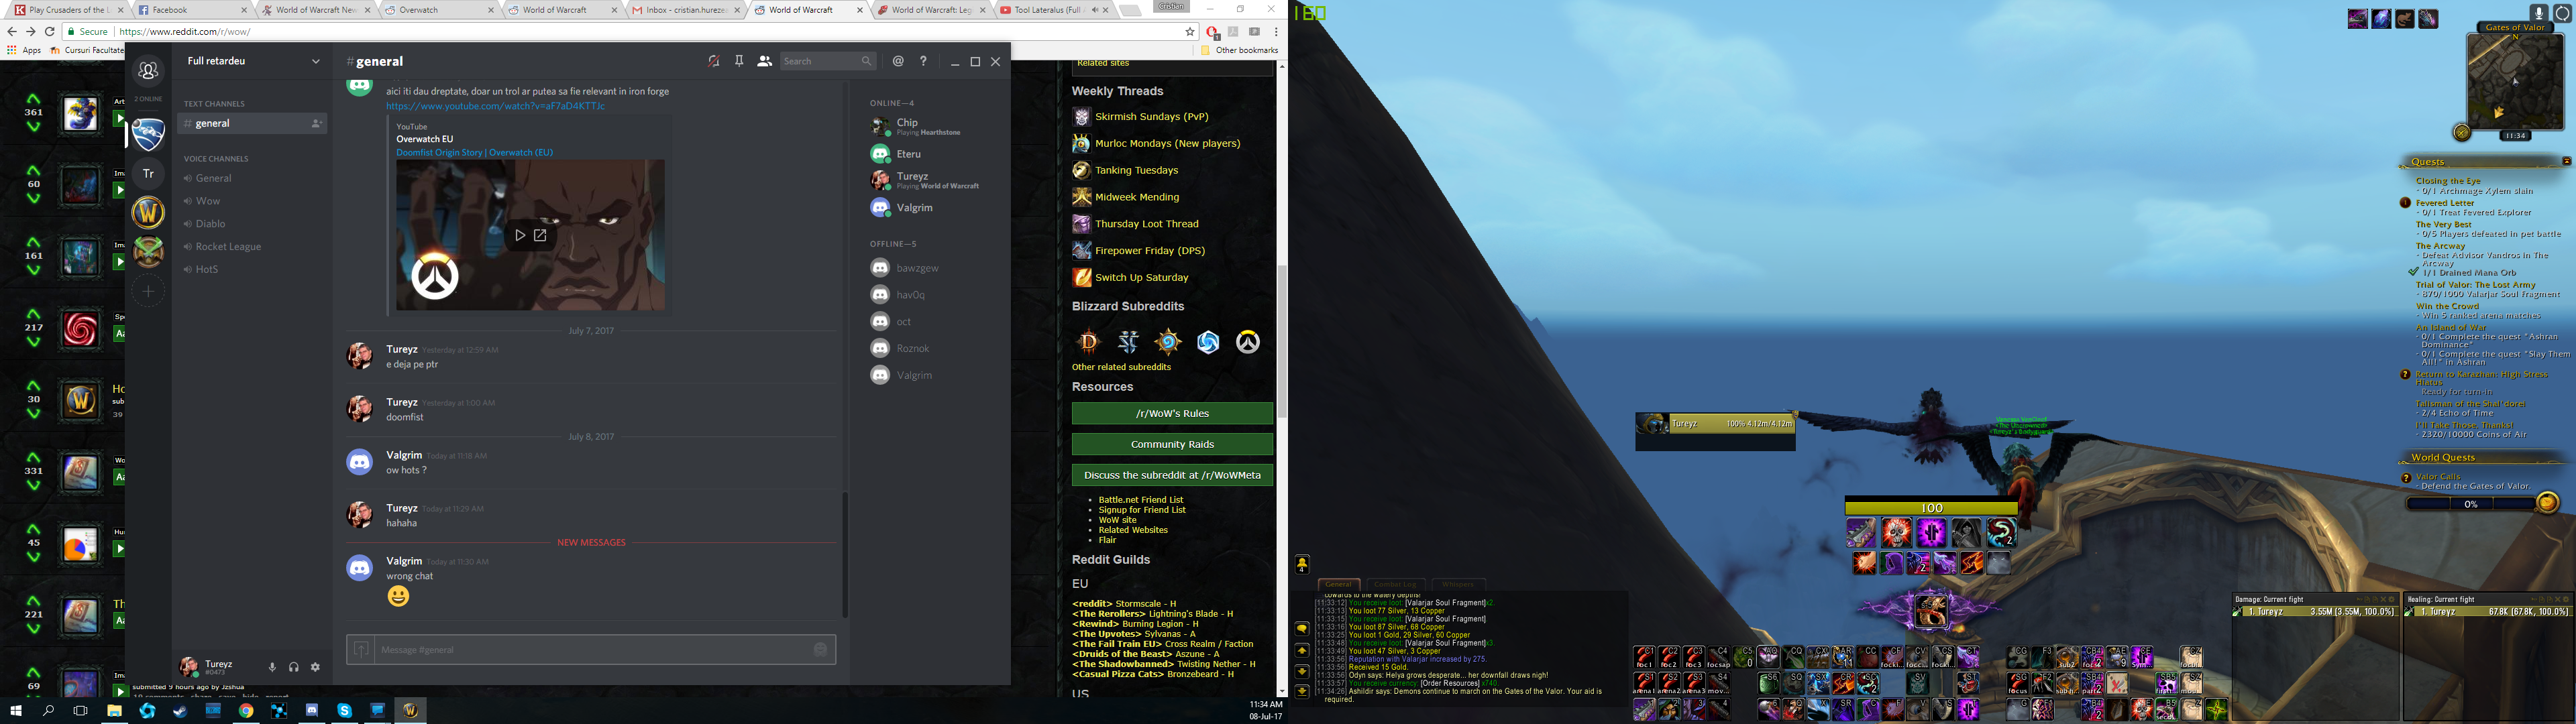 Play Crusaders of the L
Facebook
World of Warcraft New
Overwatch
World of Warcraft
Inbox - cristian.hureze
World of Warcraft
World of Warcraft: Leg
Tool Lateralus (Full
Cristian
Secure
https://www.reddit.com/r/wow/
Apps
Cursuri Facultate
Other bookmarks
361
60
161
217
30
331
45
221
69
submitted 9 hours ago by Jzshua
Full retardeu
2 ONLINE
Tr
TEXT CHANNELS
# general
VOICE CHANNELS
General
Wow
Diablo
Rocket League
HotS
Tureyz
#0473
#general
Search
aici iti dau dreptate, doar un trol ar putea sa fie relevant in iron forge
https://www.youtube.com/watch?v=aF7aD4KTTJc
YouTube
Overwatch EU
Doomfist Origin Story | Overwatch (EU)
July 7, 2017
Tureyz Yesterday at 12:59 AM
e deja pe ptr
Tureyz Yesterday at 1:00 AM
doomfist
July 8, 2017
Valgrim Today at 11:18 AM
ow hots ?
Tureyz Today at 11:29 AM
hahaha
NEW MESSAGES
Valgrim Today at 11:30 AM
wrong chat
Message #general
ONLINE—4
Chip
Playing Hearthstone
Eteru
Tureyz
Playing World of Warcraft
Valgrim
OFFLINE—5
bawzgew
hav0q
oct
Roznok
Valgrim
Related sites
Weekly Threads
Skirmish Sundays (PvP)
Murloc Mondays (New players)
Tanking Tuesdays
Midweek Mending
Thursday Loot Thread
Firepower Friday (DPS)
Switch Up Saturday
Blizzard Subreddits
Other related subreddits
Resources
/r/WoW's Rules
Community Raids
Discuss the subreddit at /r/WoWMeta
Battle.net Friend List
Signup for Friend List
WoW site
Related Websites
Flair
Reddit Guilds
EU
<reddit> Stormscale - H
<The Rerollers> Lightning's Blade - H
<Rewind> Burning Legion - H
<The Upvotes> Sylvanas - A
<The Fail Train EU> Cross Realm / Faction
<Druids of the Beast> Aszune - A
<The Shadowbanned> Twisting Nether - H
<Casual Pizza Cats> Bronzebeard - H
US
11:34 AM
08-Jul-17
160
Gates of Valor
N
11:34
Quests
Closing the Eye
- 0/1 Archmage Xylem slain
Fevered Letter
- 0/1 Treat Fevered Explorer
The Very Best
- 0/5 Players defeated in pet battle
The Arcway
- Defeat Advisor Vandros in The
Arcway
1/1 Drained Mana Orb
Trial of Valor: The Lost Army
- 870/1000 Valarjar Soul Fragment
Win the Crowd
- Win 5 ranked arena matches
An Island of War
- 0/1 Complete the quest "Ashran
Dominance"
- 0/1 Complete the quest "Slay Them
All!" in Ashran
Return to Karazhan: High Stress
Hiatus
Ready for turn-in
Talisman of the Shal'dorei
- 2/4 Echo of Time
I'll Take Those, Thanks!
- 2320/10000 Coins of Air
World Quests
Valor Calls
- Defend the Gates of Valor.
0%
Tureyz 100% 4.12m/4.12m
100
General
Combat Log
Whispers
towards to the watery depths!
[11:33:12] You receive loot: [Valarjar Soul Fragment]x2.
[11:33:13] You loot 77 Silver, 13 Copper
[11:33:15] You receive loot: [Valarjar Soul Fragment]
[11:33:16] You loot 87 Silver, 68 Copper
[11:33:25] You loot 1 Gold, 29 Silver, 60 Copper
[11:33:48] You receive loot: [Valarjar Soul Fragment]x3.
[11:33:49] You loot 47 Silver, 3 Copper
[11:33:56] Reputation with Valarjar increased by 275.
[11:33:56] Received 15 Gold.
[11:33:56] Odyn says: Helya grows desperate... her downfall draws nigh!
[11:33:57] You receive currency: [Order Resources] x740
[11:34:26] Ashildir says: Demons continue to march on the Gates of the Valor. Your aid is
required.
Damage: Current fight
1. Tureyz 3.55M (3.55M, 100.0%)
Healing: Current fight
1. Tureyz 67.8K (67.8K, 100.0%)